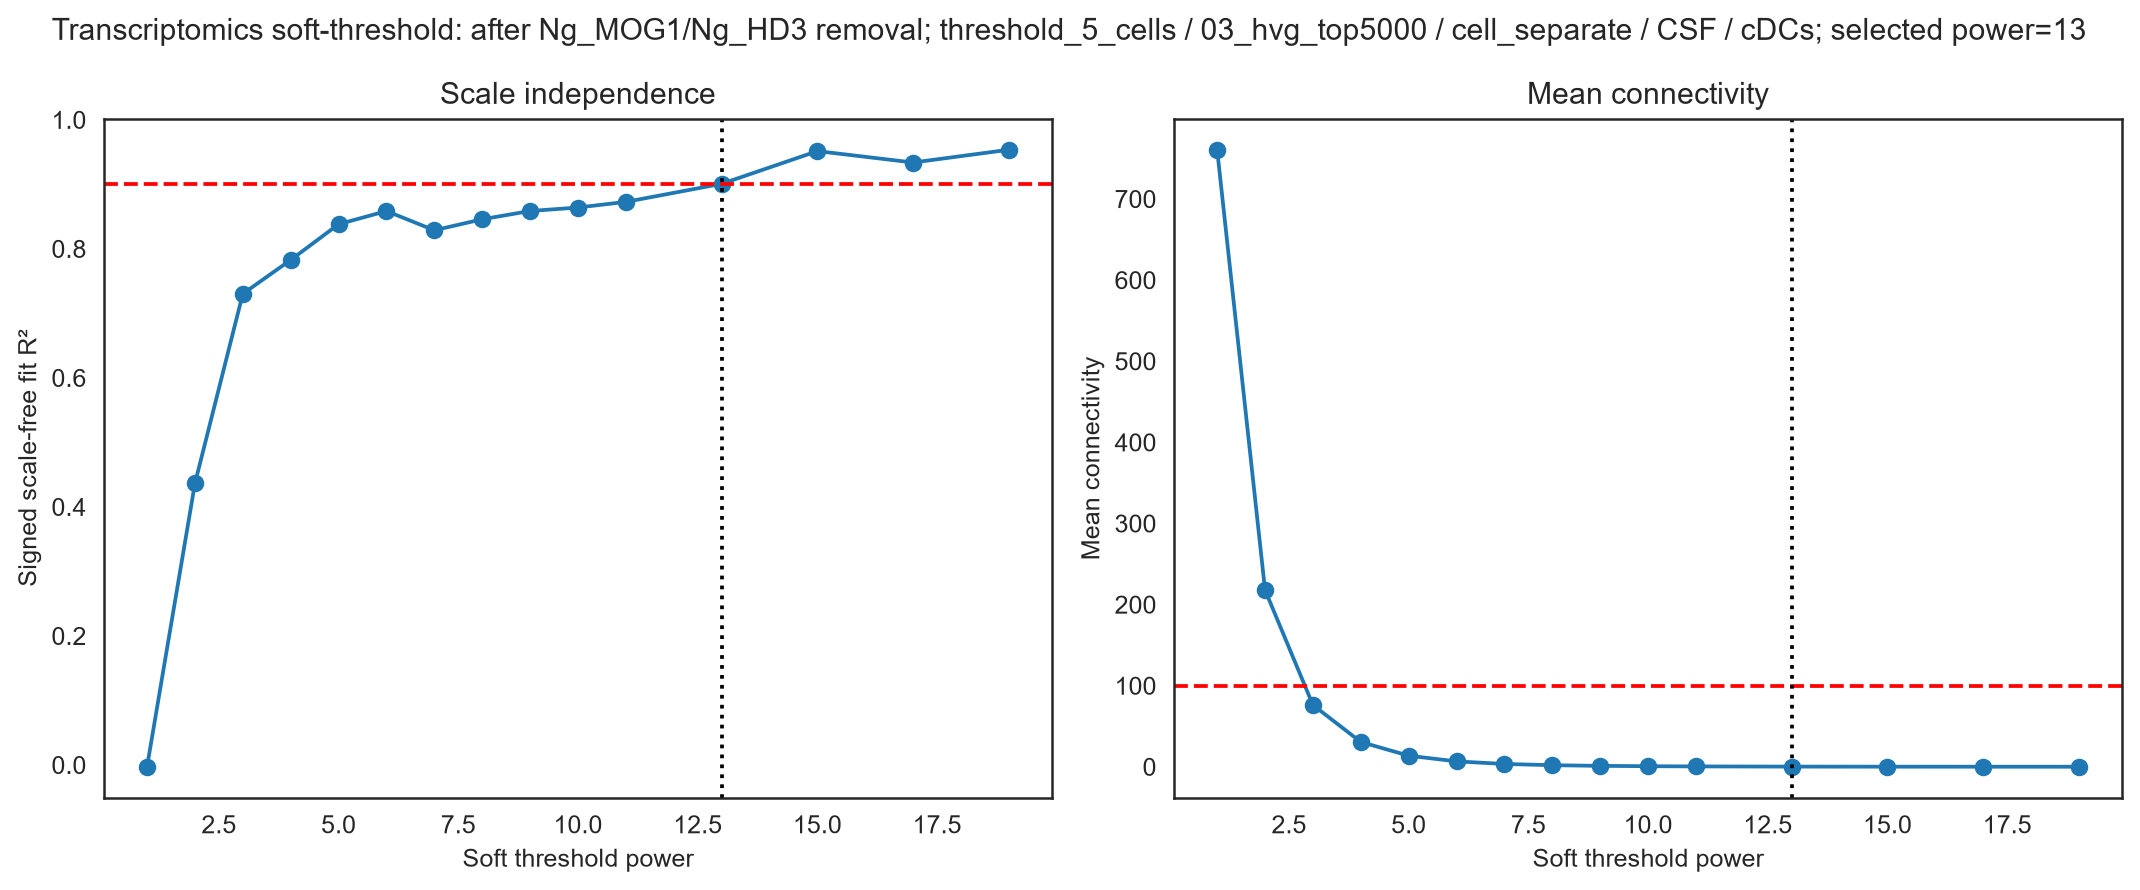 Transcriptomics soft-threshold: after Ng_MOG1/Ng_HD3 removal; threshold_5_cells / 03_hvg_top5000 / cell_separate / CSF / cDCs; selected power=13
Scale independence
Signed scale-free fit R²
1.0
0.8
0.6
0.4
0.2
0.0
2.5 5.0 7.5 10.0 12.5 15.0 17.5
Soft threshold power
Mean connectivity
Mean connectivity
700
600
500
400
300
200
100
0
2.5 5.0 7.5 10.0 12.5 15.0 17.5
Soft threshold power